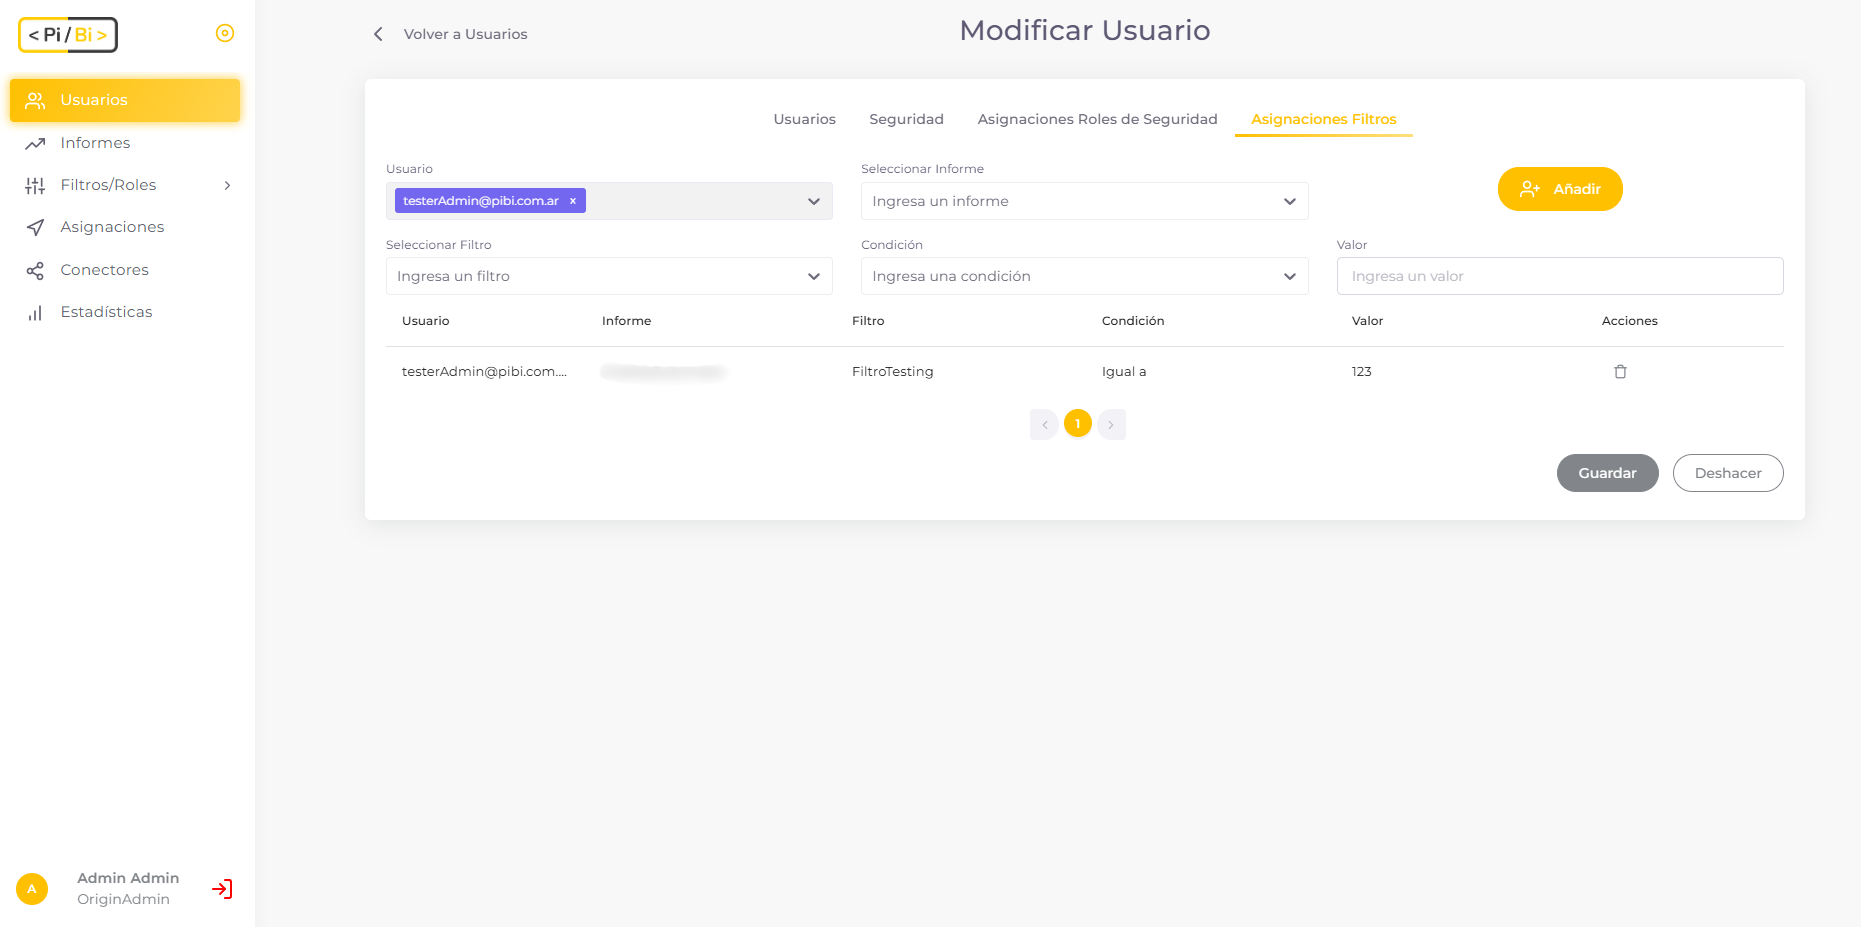 < Pi / Bi >
Usuarios
Informes
Filtros/Roles
Asignaciones
Conectores
Estadísticas
A
Admin Admin
OriginAdmin
Volver a Usuarios
Modificar Usuario
Usuarios Seguridad Asignaciones Roles de Seguridad Asignaciones Filtros
Usuario Seleccionar Informe
testerAdmin@pibi.com.ar × Ingresa un informe Añadir
Seleccionar Filtro Condición Valor
Ingresa un filtro Ingresa una condición Ingresa un valor
Usuario Informe Filtro Condición Valor Acciones
testerAdmin@pibi.com.... FiltroTesting Igual a 123
1
Guardar Deshacer